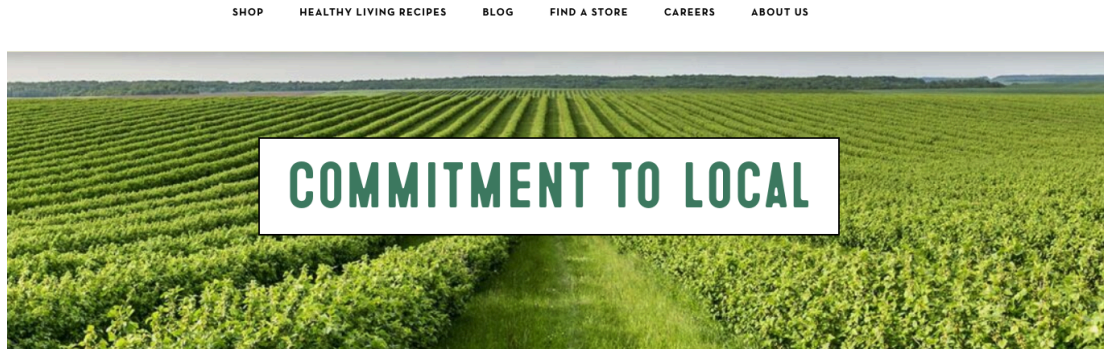 SHOP HEALTHY LIVING RECIPES BLOG FIND A STORE CAREERS ABOUT US
COMMITMENT TO LOCAL